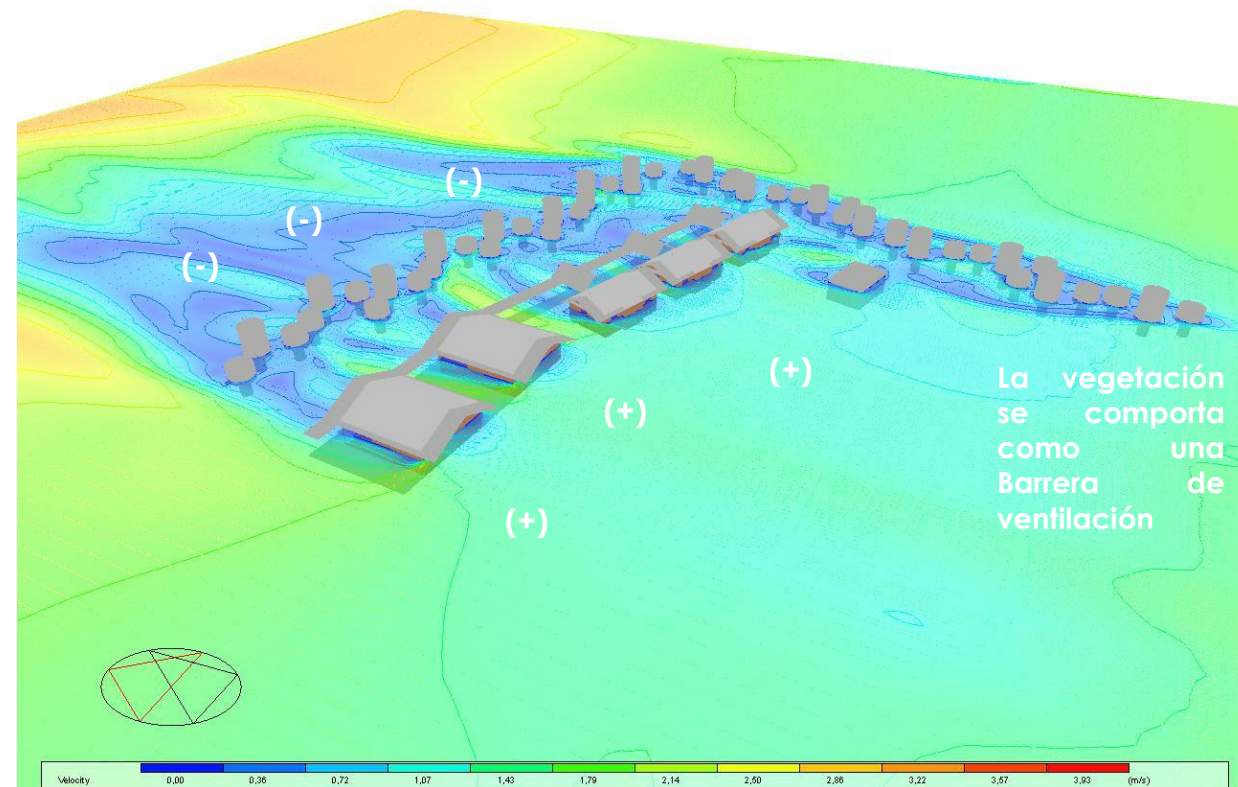 (-)
(-)
(-)
(+)
(+)
(+)
La vegetación
se comporta
como una
Barrera de
ventilación
Velocity 0,00 0,36 0,72 1,07 1,43 1,79 2,14 2,50 2,86 3,22 3,57 3,93 (m/s)